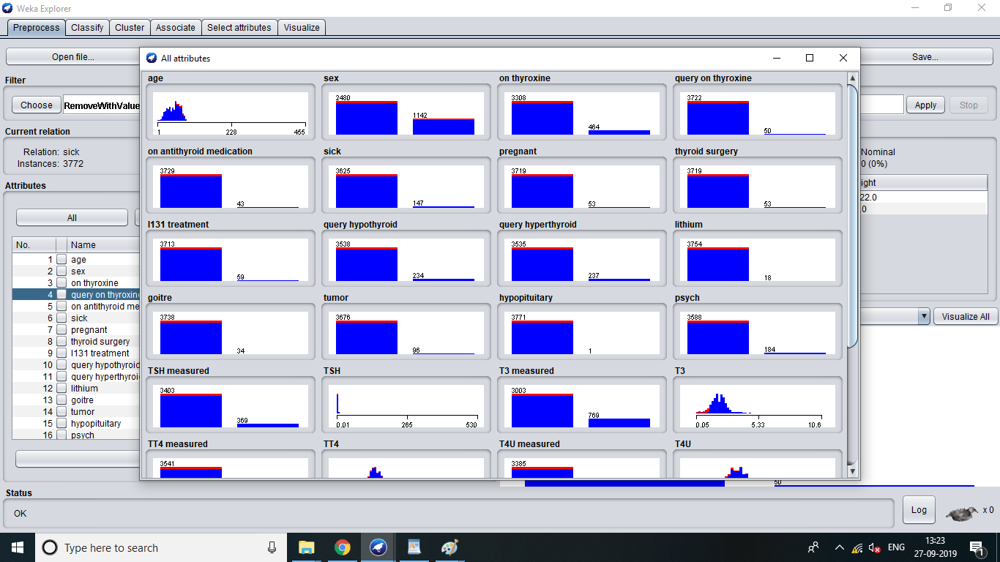 Weka Explorer
Preprocess Classify Cluster Associate Select attributes Visualize
Open file...
Save...
Filter
Choose RemoveWithValue
Apply Stop
Current relation
Relation: sick
Instances: 3772
Attributes
All
No. Name
1 age
2 sex
3 on thyroxine
4 query on thyroxin
5 on antithyroid me
6 sick
7 pregnant
8 thyroid surgery
9 I131 treatment
10 query hypothyroid
11 query hyperthyroi
12 lithium
13 goitre
14 tumor
15 hypopituitary
16 psych
Nominal
0 (0%)
ight
22.0
.0
Visualize All
50
All attributes
age sex on thyroxine query on thyroxine
2480 1142 3308 464 3722 50
1 228 455
on antithyroid medication sick pregnant thyroid surgery
3729 43 3625 147 3719 53 3719 53
I131 treatment query hypothyroid query hyperthyroid lithium
3713 59 3538 234 3535 237 3754 18
goitre tumor hypopituitary psych
3738 34 3676 96 3771 1 3588 184
TSH measured TSH T3 measured T3
3403 369 3003 769
0.01 265 530 0.05 5.33 10.6
TT4 measured TT4 T4U measured T4U
3541 3385
Status
OK
Log x 0
Type here to search
ENG
13:23
27-09-2019
1